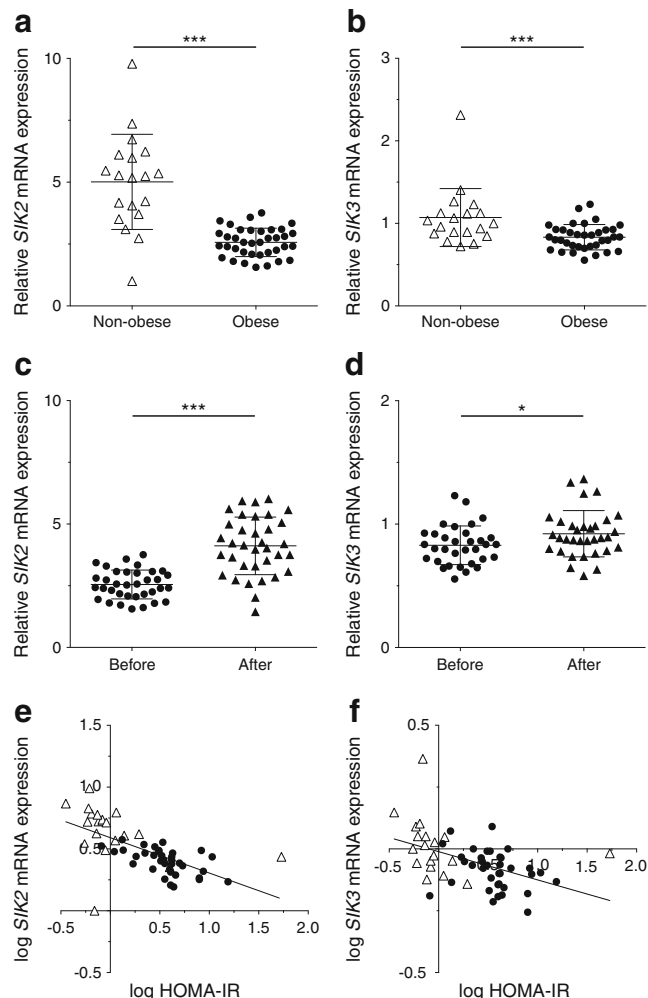 a
Relative SIK2 mRNA expression
10
5
0
***
Non-obese
Obese
b
Relative SIK3 mRNA expression
3
2
1
0
***
Non-obese
Obese
c
Relative SIK2 mRNA expression
10
5
0
***
Before
After
d
Relative SIK3 mRNA expression
2
1
0
*
Before
After
e
log SIK2 mRNA expression
1.5
1.0
0.5
-0.5
-0.5
0.5
1.0
1.5
2.0
log HOMA-IR
f
log SIK3 mRNA expression
0.5
-0.5
-0.5
0.5
1.0
1.5
2.0
log HOMA-IR